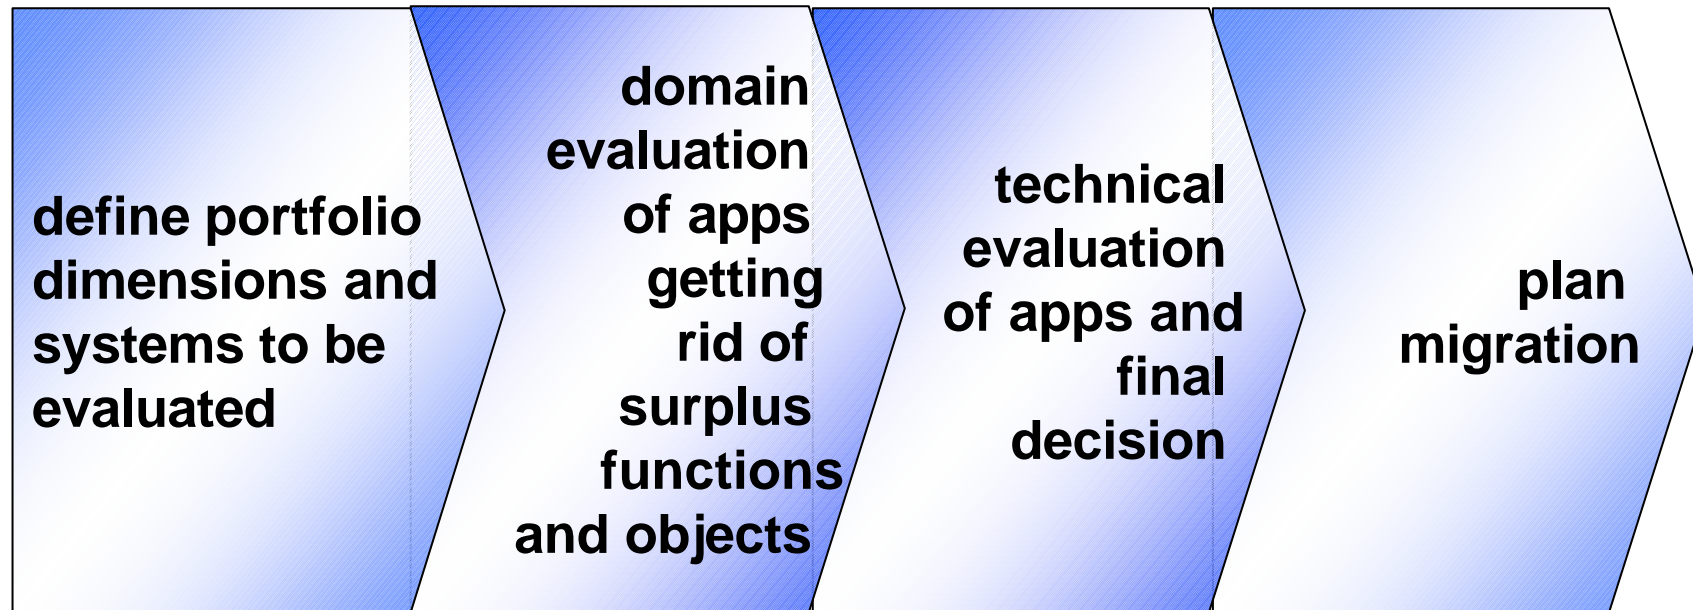 define portfolio
dimensions and
systems to be
evaluated
domain
evaluation
of apps
getting
rid of
surplus
functions
and objects
technical
evaluation
of apps and
final
decision
plan
migration